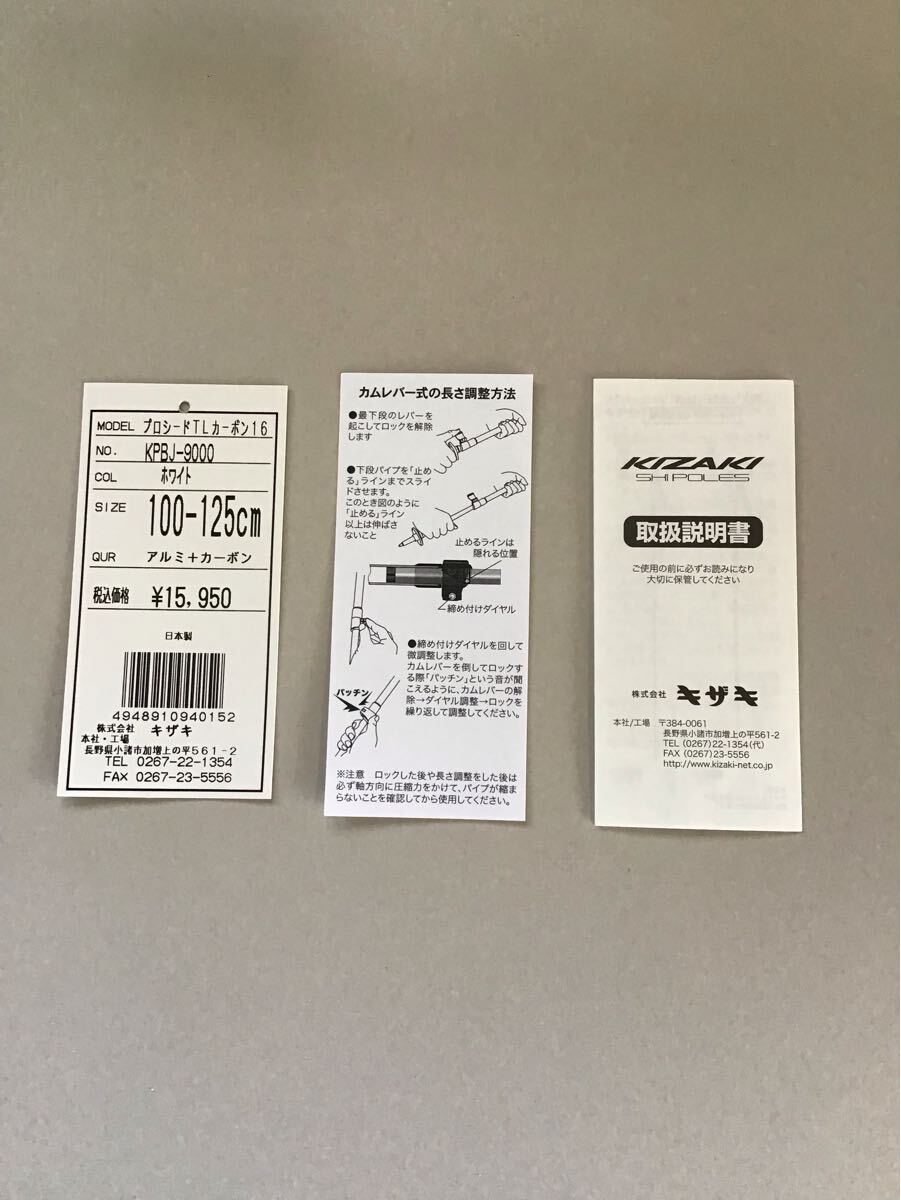 MODEL プロシードTLカーボン16
NO. KPBJ-9000
COL ホワイト
SIZE 100-125cm
QUR アルミ+カーボン
税込価格 ¥15,950
日本製
4948910940152
株式会社 キザキ
本社・工場
長野県小諸市加増上の平561-2
TEL 0267-22-1354
FAX 0267-23-5556
カムレバー式の長さ調整方法
●最下段のレバーを
起こしてロックを解除
します
●下段パイプを「止め
る」ラインまでスライ
ドさせます。
このとき図のように
「止める」ライン
以上は伸ばさ
ないこと
止めるラインは
隠れる位置
締め付けダイヤル
●締め付けダイヤルを回して
微調整します。
カムレバーを倒してロックす
る際「パッチン」という音が聞
こえるように、カムレバーの解
除→ダイヤル調整→ロックを
繰り返して調整してください。
パッチン
※注意 ロックした後や長さ調整をした後は
必ず軸方向に圧縮力をかけて、パイプが縮ま
らないことを確認してから使用してください。
KIZAKI
SKI POLES
取扱説明書
ご使用の前に必ずお読みになり
大切に保管してください
株式会社 キザキ
本社/工場 〒384-0061
長野県小諸市加増上の平561-2
TEL (0267)22-1354(代)
FAX (0267)23-5556
http://www.kizaki-net.co.jp